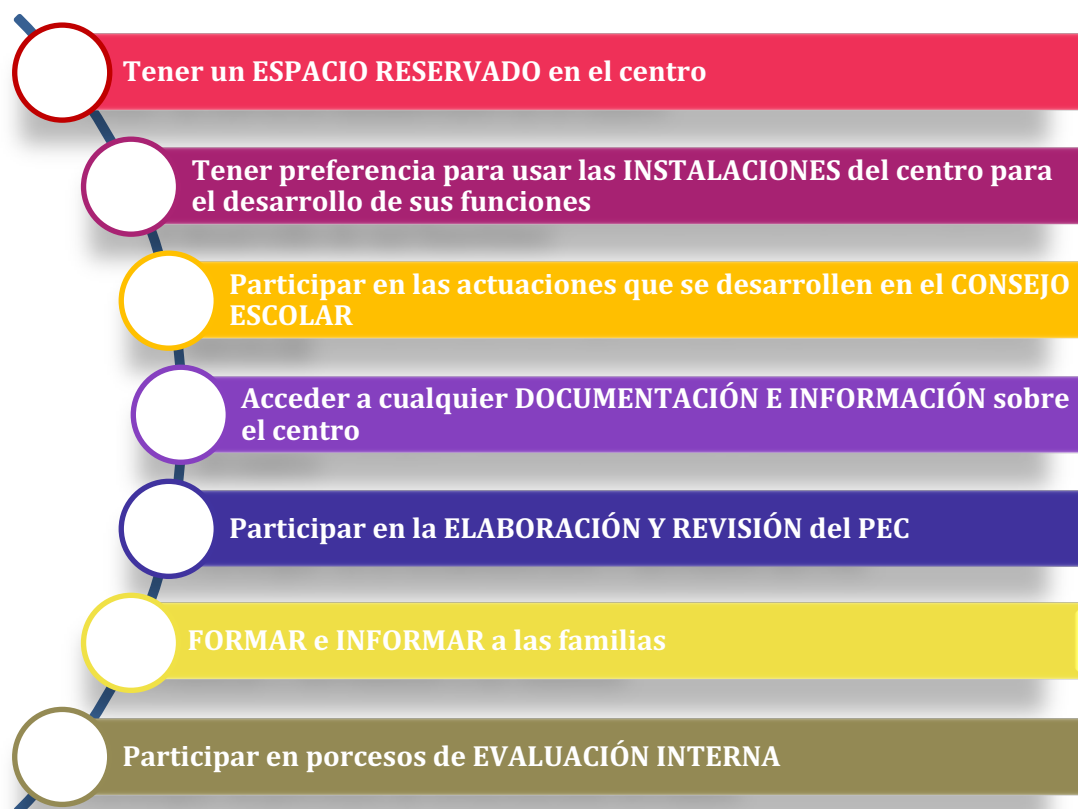 Tener un ESPACIO RESERVADO en el centro
Tener preferencia para usar las INSTALACIONES del centro para
el desarrollo de sus funciones
Participar en las actuaciones que se desarrollen en el CONSEJO
ESCOLAR
Acceder a cualquier DOCUMENTACIÓN E INFORMACIÓN sobre
el centro
Participar en la ELABORACIÓN Y REVISIÓN del PEC
FORMAR e INFORMAR a las familias
Participar en porcesos de EVALUACIÓN INTERNA